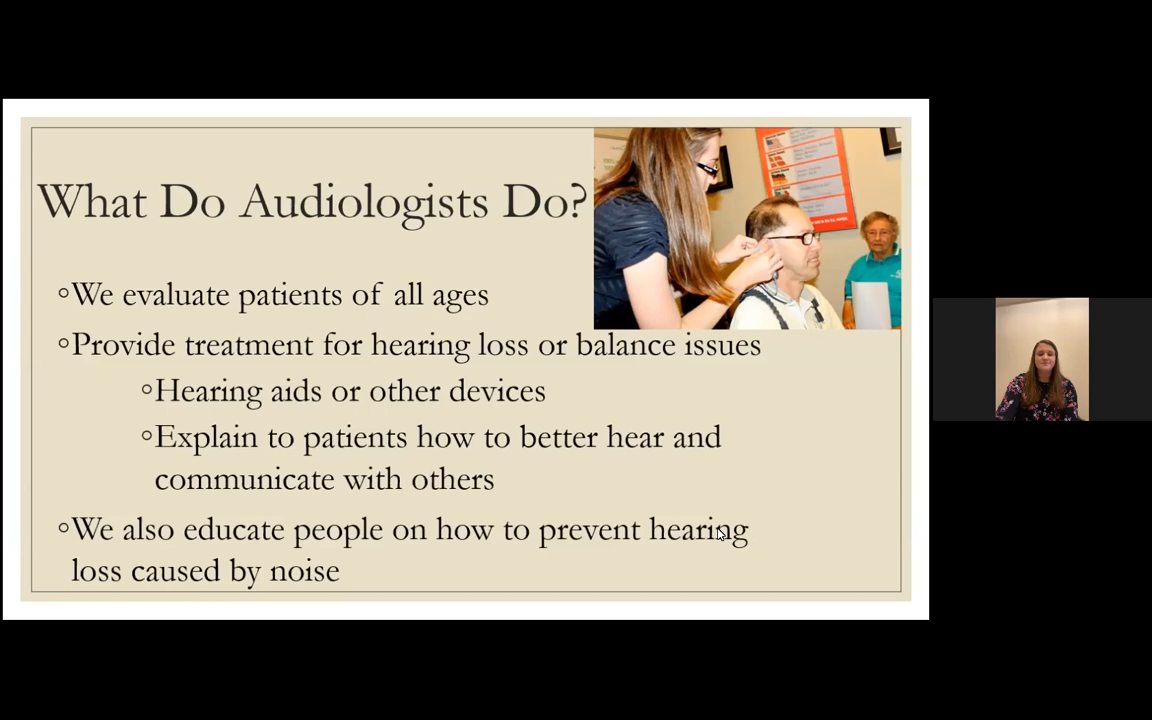 What Do Audiologists Do?
◦We evaluate patients of all ages
◦Provide treatment for hearing loss or balance issues
◦Hearing aids or other devices
◦Explain to patients how to better hear and
communicate with others
◦We also educate people on how to prevent hearing
loss caused by noise